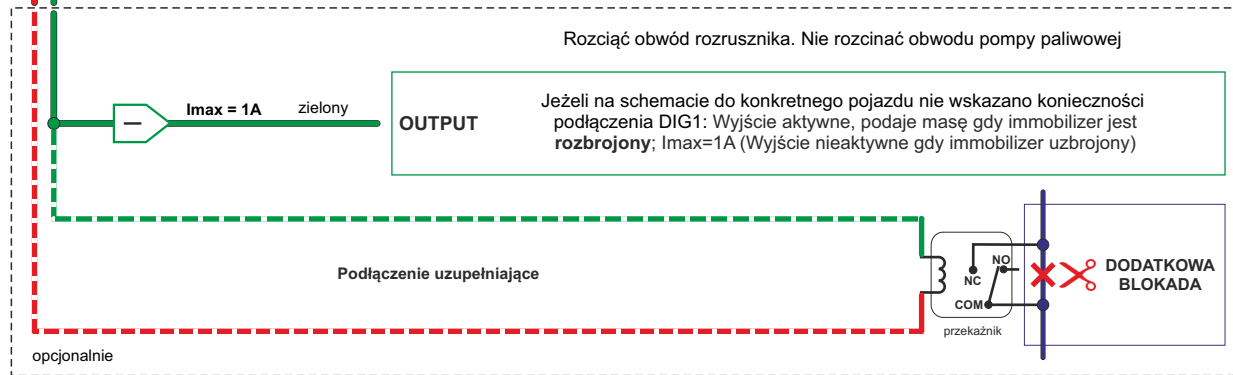 Rozciąć obwód rozrusznika. Nie rozcinać obwodu pompy paliwowej
Imax = 1A
zielony
OUTPUT
Jeżeli na schemacie do konkretnego pojazdu nie wskazano konieczności
podłączenia DIG1: Wyjście aktywne, podaje masę gdy immobilizer jest
rozbrojony; Imax=1A (Wyjście nieaktywne gdy immobilizer uzbrojony)
Podłączenie uzupełniające
NO
NC
COM
przekaźnik
DODATKOWA
BLOKADA
opcjonalnie